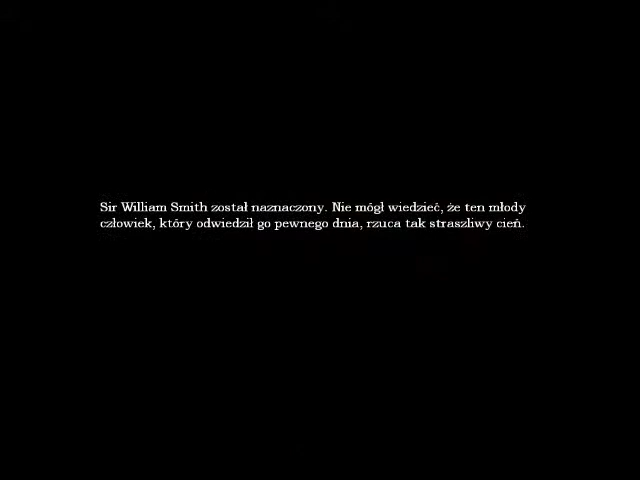 Sir William Smith został naznaczony. Nie mógł wiedzieć, że ten młody
człowiek, który odwiedził go pewnego dnia, rzuca tak straszliwy cień.